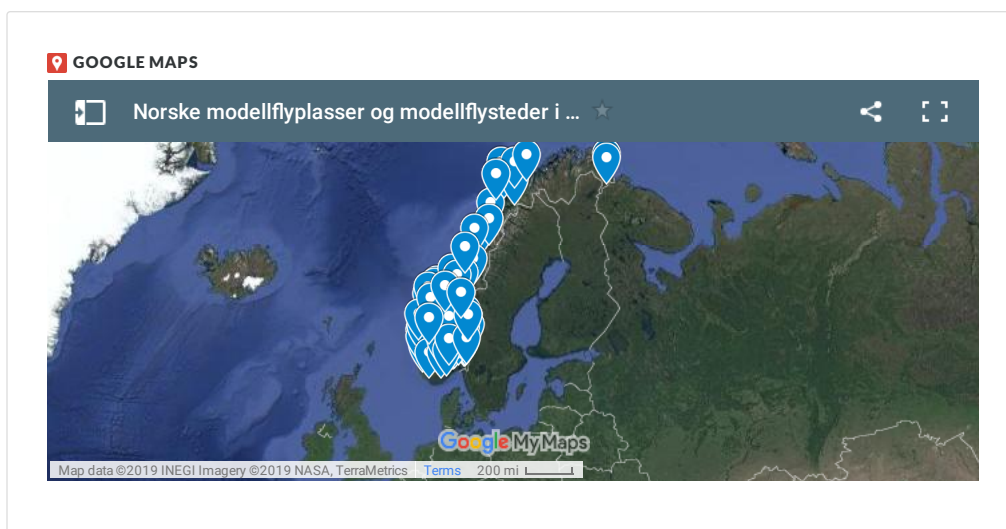 GOOGLE MAPS
Norske modellflyplasser og modellflysteder i ...
Google My Maps
Map data ©2019 INEGI Imagery ©2019 NASA, TerraMetrics Terms 200 mi